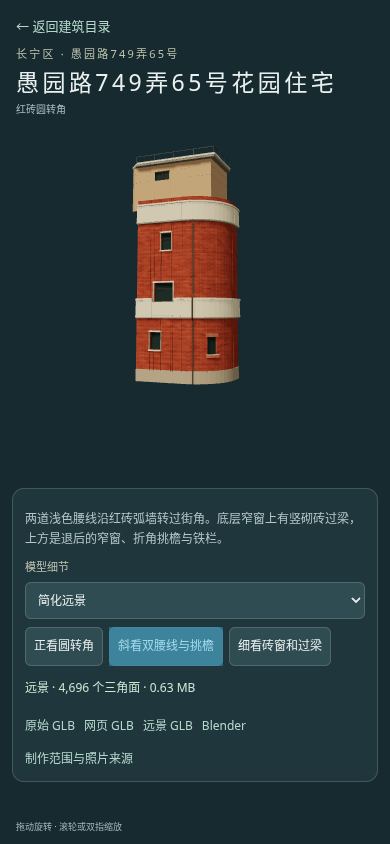 ← 返回建筑目录
长宁区 · 愚园路749弄65号
愚园路749弄65号花园住宅
红砖圆转角
两道浅色腰线沿红砖弧墙转过街角。底层窄窗上有竖砌砖过梁，
上方是退后的窄窗、折角挑檐与铁栏。
模型细节
简化远景
正看圆转角 斜看双腰线与挑檐 细看砖窗和过梁
远景 · 4,696 个三角面 · 0.63 MB
原始 GLB 网页 GLB 远景 GLB Blender
制作范围与照片来源
拖动旋转 · 滚轮或双指缩放